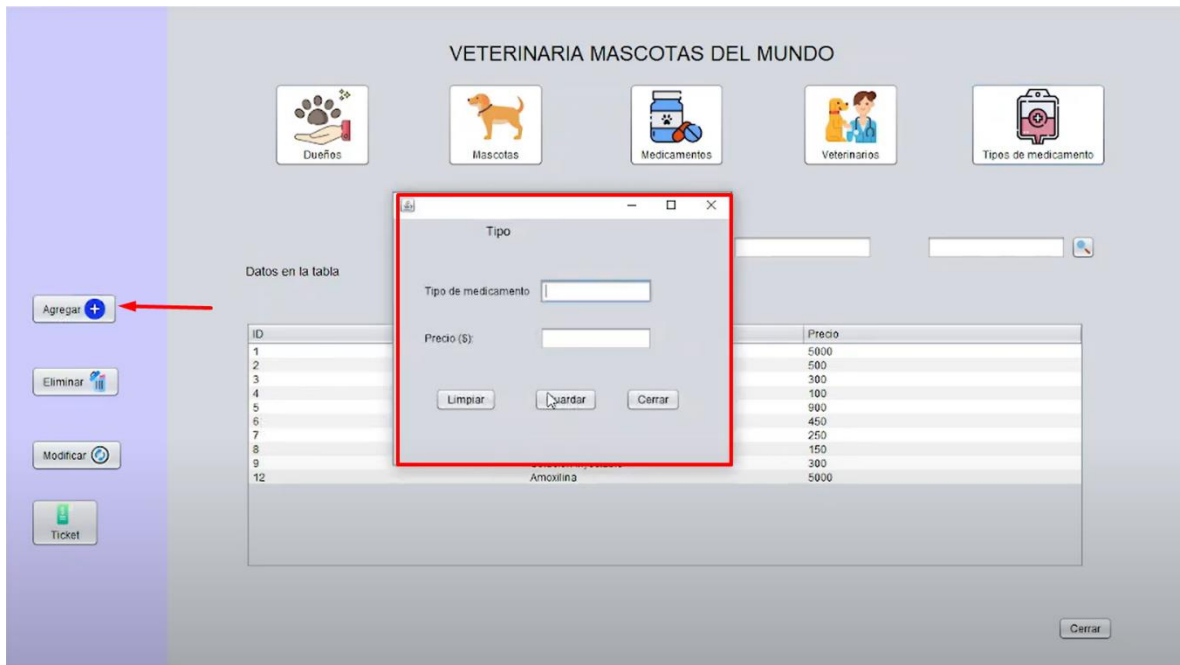 VETERINARIA MASCOTAS DEL MUNDO
Dueños
Mascotas
Medicamentos
Veterinarios
Tipos de medicamento
Tipo
Datos en la tabla
Tipo de medicamento
Agregar
Precio ($):
ID
Precio
1
5000
2
500
3
300
Eliminar
4
100
Limpiar
Cerrar
5
900
6
450
7
250
8
150
Modificar
9
300
12
Amoxilina
5000
Ticket
Cerrar